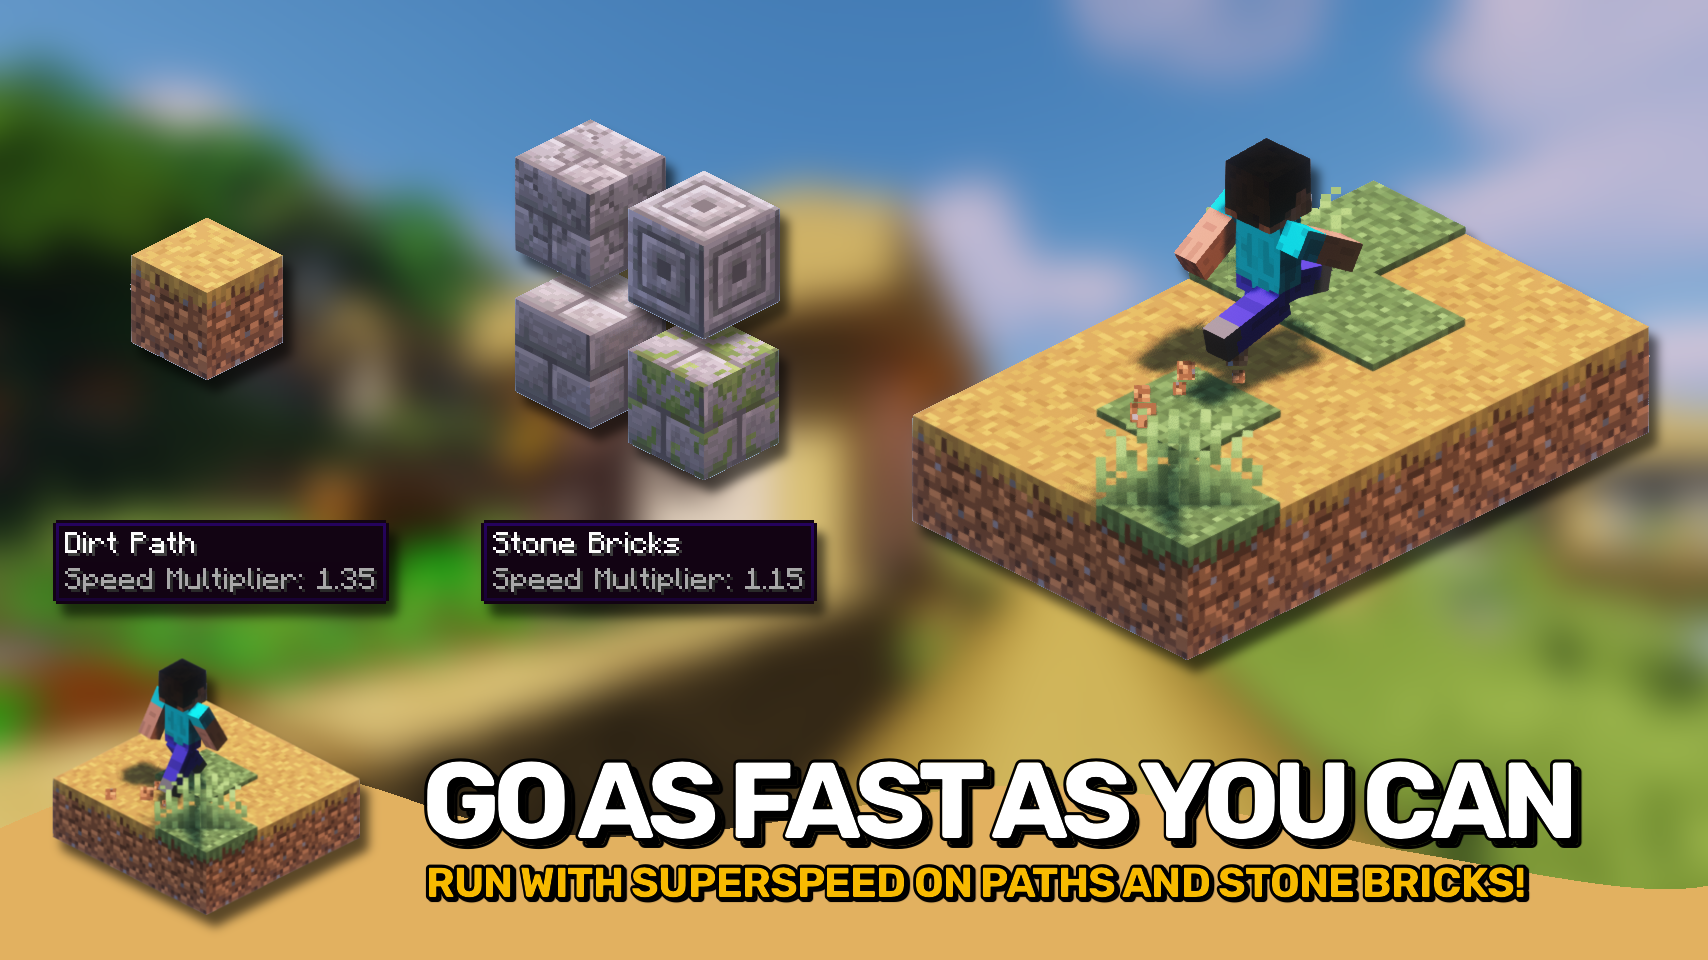 Dirt Path
Speed Multiplier: 1.35
Stone Bricks
Speed Multiplier: 1.15
GO AS FAST AS YOU CAN
RUN WITH SUPERSPEED ON PATHS AND STONE BRICKS!